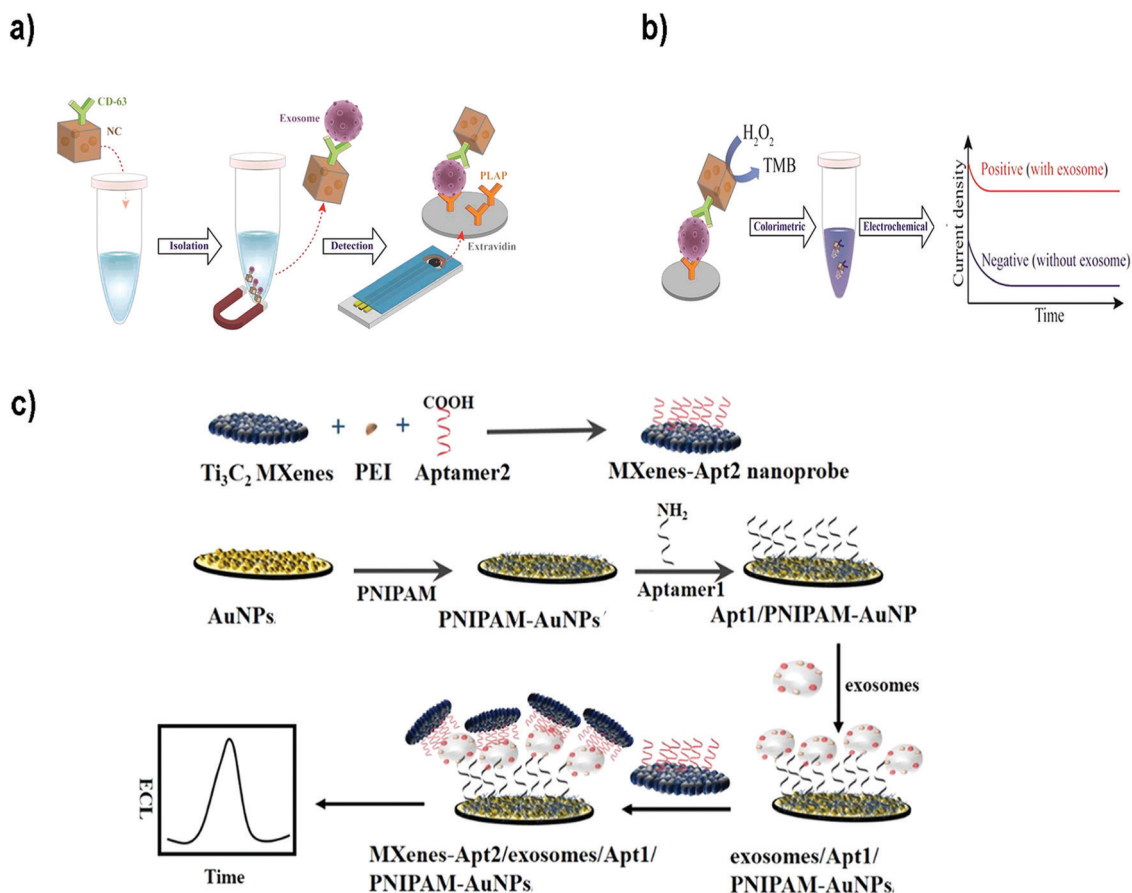 a)
CD-63
NC
Isolation
Exosome
Detection
PLAP
Extravidin
b)
H₂O₂
TMB
Colorimetric
Electrochemical
Current density
Positive (with exosome)
Negative (without exosome)
Time
c)
COOH
+ +
Ti₃C₂ MXenes PEI Aptamer2
MXenes-Apt2 nanoprobe
NH₂
PNIPAM
Aptamer1
AuNPs
PNIPAM-AuNPs
Apt1/PNIPAM-AuNP
exosomes
ECL
Time
MXenes-Apt2/exosomes/Apt1/
PNIPAM-AuNPs
exosomes/Apt1/
PNIPAM-AuNPs